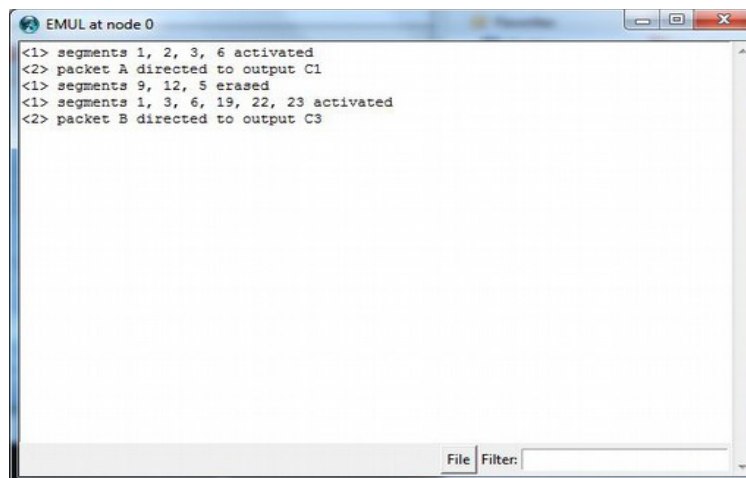 EMUL at node 0
<1> segments 1, 2, 3, 6 activated
<2> packet A directed to output C1
<1> segments 9, 12, 5 erased
<1> segments 1, 3, 6, 19, 22, 23 activated
<2> packet B directed to output C3
File Filter: